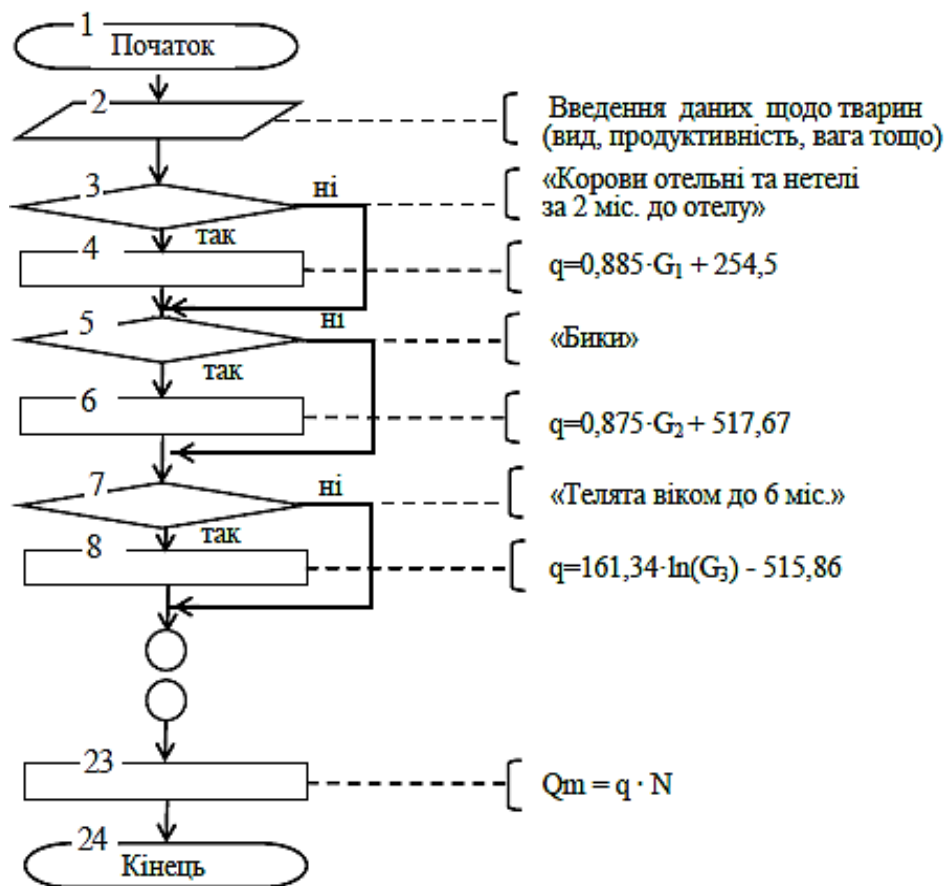 1
Початок
2
Введення даних щодо тварин
(вид, продуктивність, вага тощо)
3
ні
«Корови отельні та нетелі
за 2 міс. до отелу»
так
4
q=0,885·G₁ + 254,5
5
ні
«Бики»
так
6
q=0,875·G₂ + 517,67
7
ні
«Телята віком до 6 міс.»
так
8
q=161,34·ln(G₃) - 515,86
23
Qm = q · N
24
Кінець